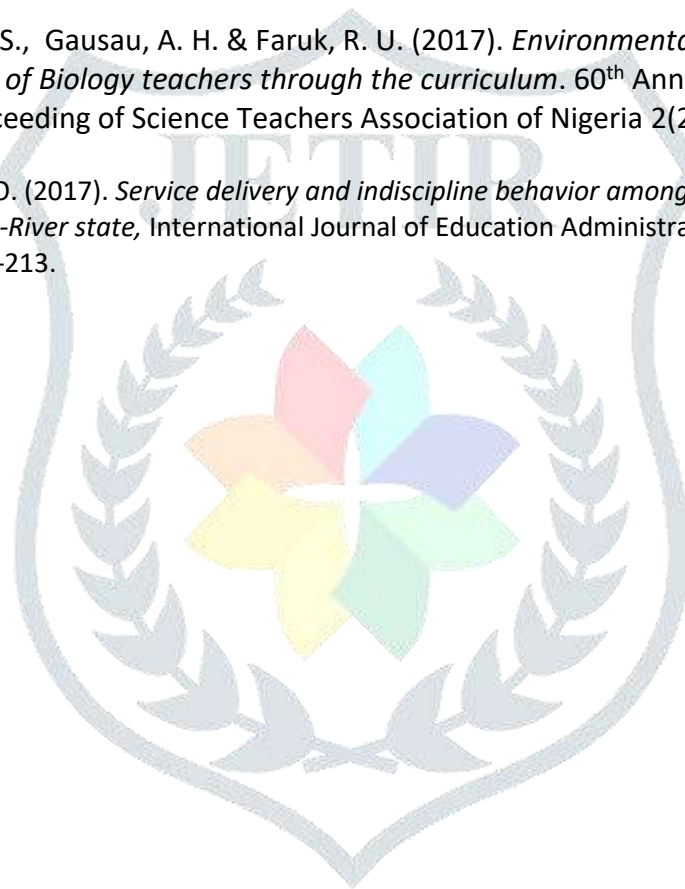 S., Gausau, A. H. & Faruk, R. U. (2017). Environmenta
of Biology teachers through the curriculum. 60th Ann
ceeding of Science Teachers Association of Nigeria 2(2
O. (2017). Service delivery and indiscipline behavior among
-River state, International Journal of Education Administra
-213.
JETIR